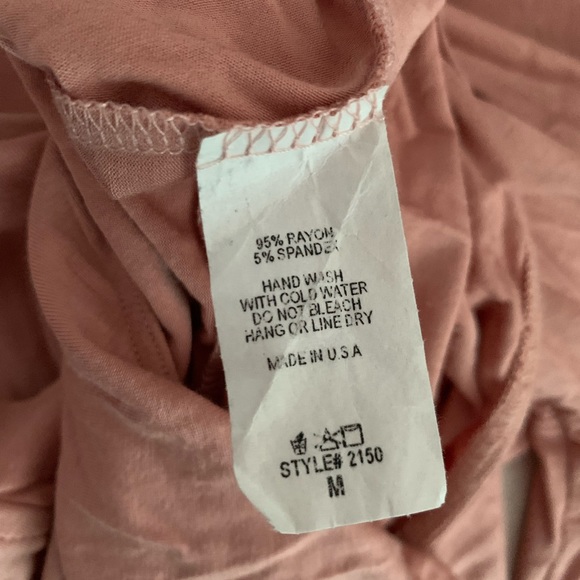 95% RAYON
5% SPANDEX
HAND WASH
WITH COLD WATER
DO NOT BLEACH
HANG OR LINE DRY
MADE IN U.S.A
STYLE# 2150
M